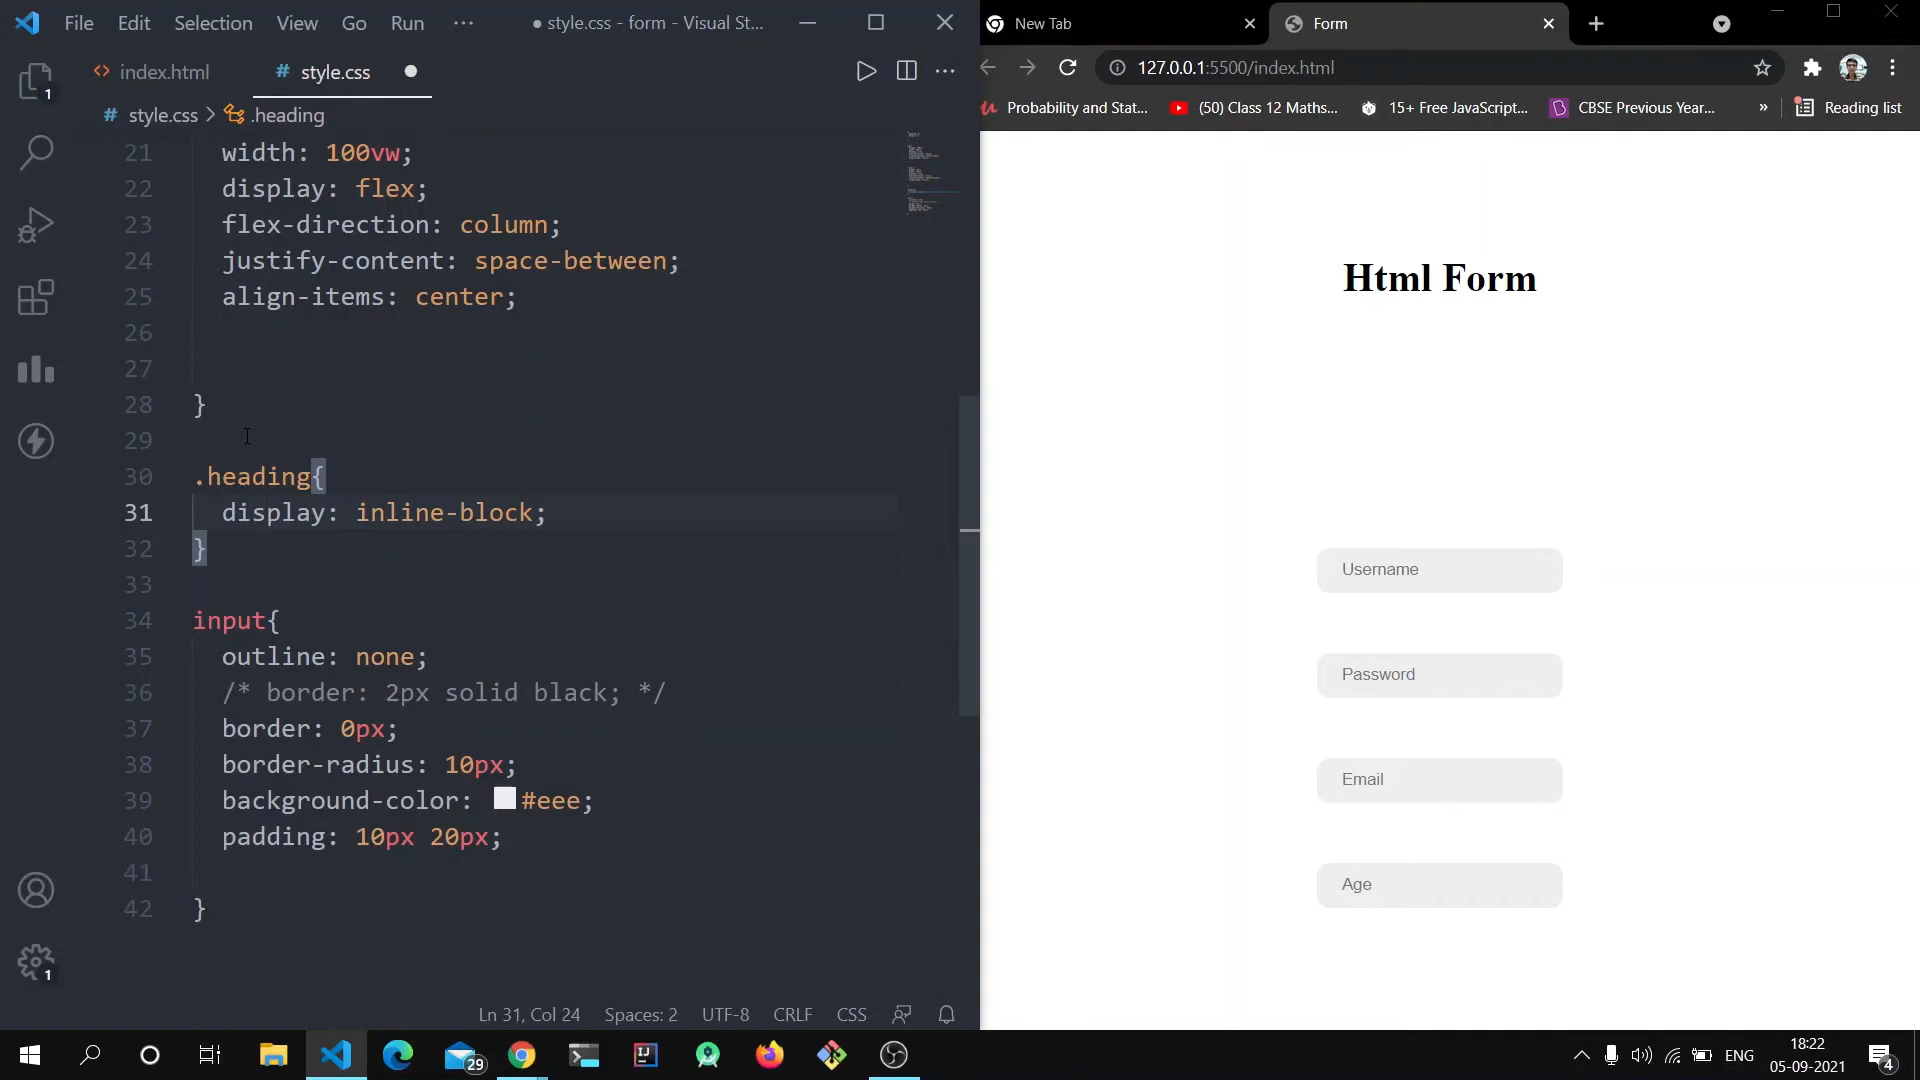 File Edit Selection View Go Run ··· ● style.css - form - Visual St...
index.html # style.css ●
# style.css > .heading
21 width: 100vw;
22 display: flex;
23 flex-direction: column;
24 justify-content: space-between;
25 align-items: center;
26
27
28 }
29
30 .heading{
31 display: inline-block;
32 }
33
34 input{
35 outline: none;
36 /* border: 2px solid black; */
37 border: 0px;
38 border-radius: 10px;
39 background-color: #eee;
40 padding: 10px 20px;
41
42 }
1
1
Ln 31, Col 24 Spaces: 2 UTF-8 CRLF CSS
New Tab Form
127.0.0.1:5500/index.html
Probability and Stat... (50) Class 12 Maths... 15+ Free JavaScript... CBSE Previous Year... » Reading list
Html Form
Username
Password
Email
Age
29
ENG
18:22
05-09-2021
4